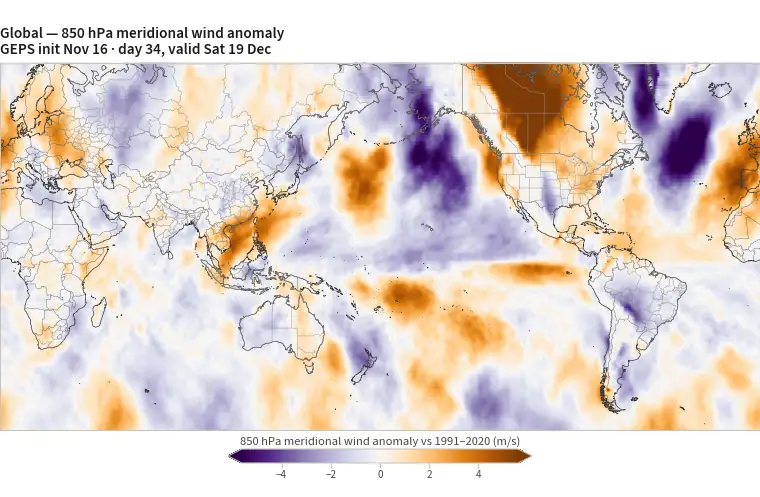 Global — 850 hPa meridional wind anomaly
GEPS init Nov 16 · day 34, valid Sat 19 Dec
850 hPa meridional wind anomaly vs 1991–2020 (m/s)
−4 −2 0 2 4